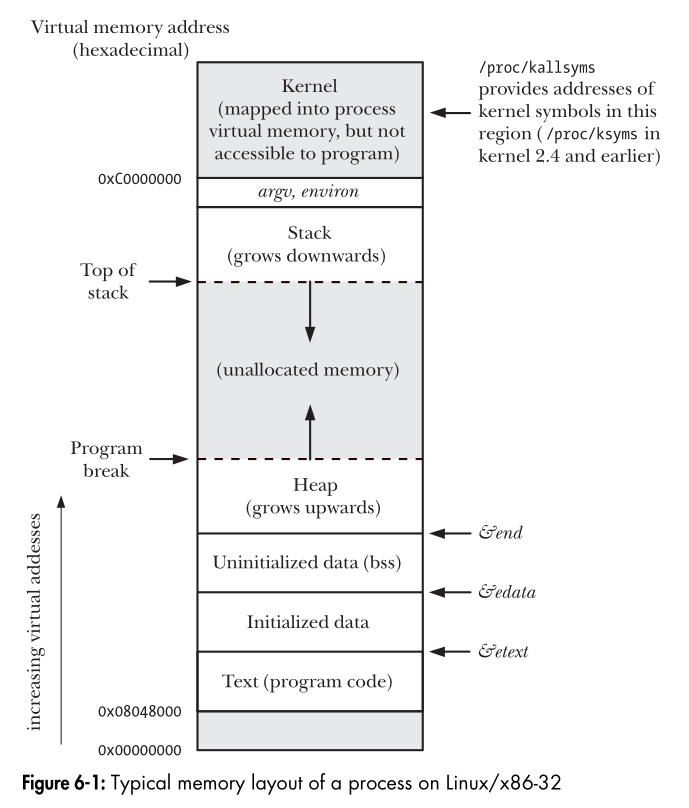 Virtual memory address
(hexadecimal)
/proc/kallsyms
provides addresses of
kernel symbols in this
region (/proc/ksyms in
kernel 2.4 and earlier)
Kernel
(mapped into process
virtual memory, but not
accessible to program)
0xC0000000
argv, environ
Stack
(grows downwards)
Top of
stack
(unallocated memory)
Program
break
Heap
(grows upwards)
&end
Uninitialized data (bss)
&edata
Initialized data
&etext
Text (program code)
0x08048000
0x00000000
increasing virtual addesses
Figure 6-1: Typical memory layout of a process on Linux/x86-32